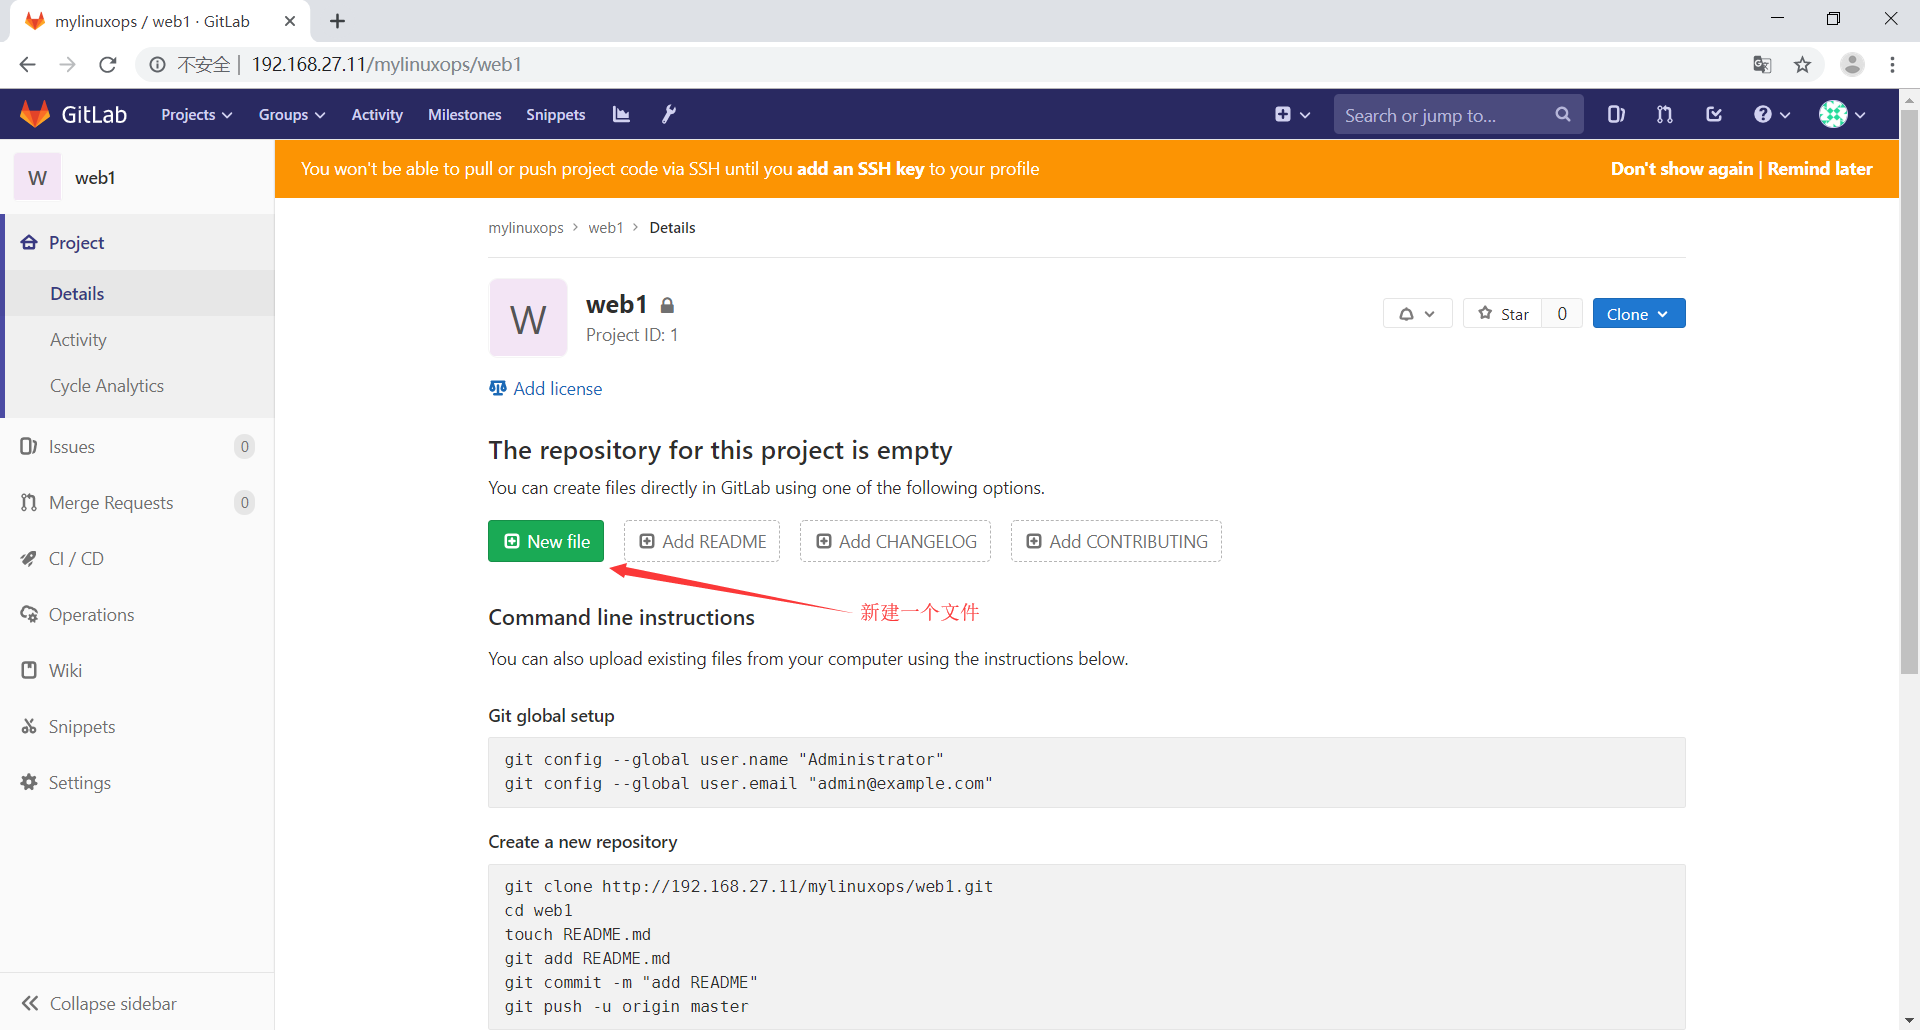 mylinuxops / web1 · GitLab
不安全 | 192.168.27.11/mylinuxops/web1
GitLab Projects Groups Activity Milestones Snippets Search or jump to...
W web1
You won't be able to pull or push project code via SSH until you add an SSH key to your profile Don't show again | Remind later
Project
Details
Activity
Cycle Analytics
Issues 0
Merge Requests 0
CI / CD
Operations
Wiki
Snippets
Settings
Collapse sidebar
mylinuxops > web1 > Details
W
web1
Project ID: 1
Star 0 Clone
Add license
The repository for this project is empty
You can create files directly in GitLab using one of the following options.
New file Add README Add CHANGELOG Add CONTRIBUTING
新建一个文件
Command line instructions
You can also upload existing files from your computer using the instructions below.
Git global setup
git config --global user.name "Administrator"
git config --global user.email "admin@example.com"
Create a new repository
git clone http://192.168.27.11/mylinuxops/web1.git
cd web1
touch README.md
git add README.md
git commit -m "add README"
git push -u origin master